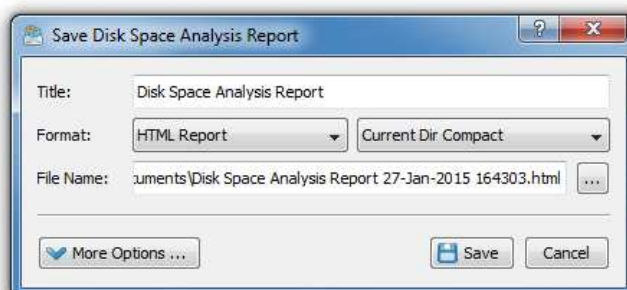 Save Disk Space Analysis Report
Title: Disk Space Analysis Report
Format: HTML Report Current Dir Compact
File Name: uments\Disk Space Analysis Report 27-Jan-2015 164303.html ...
More Options ... Save Cancel